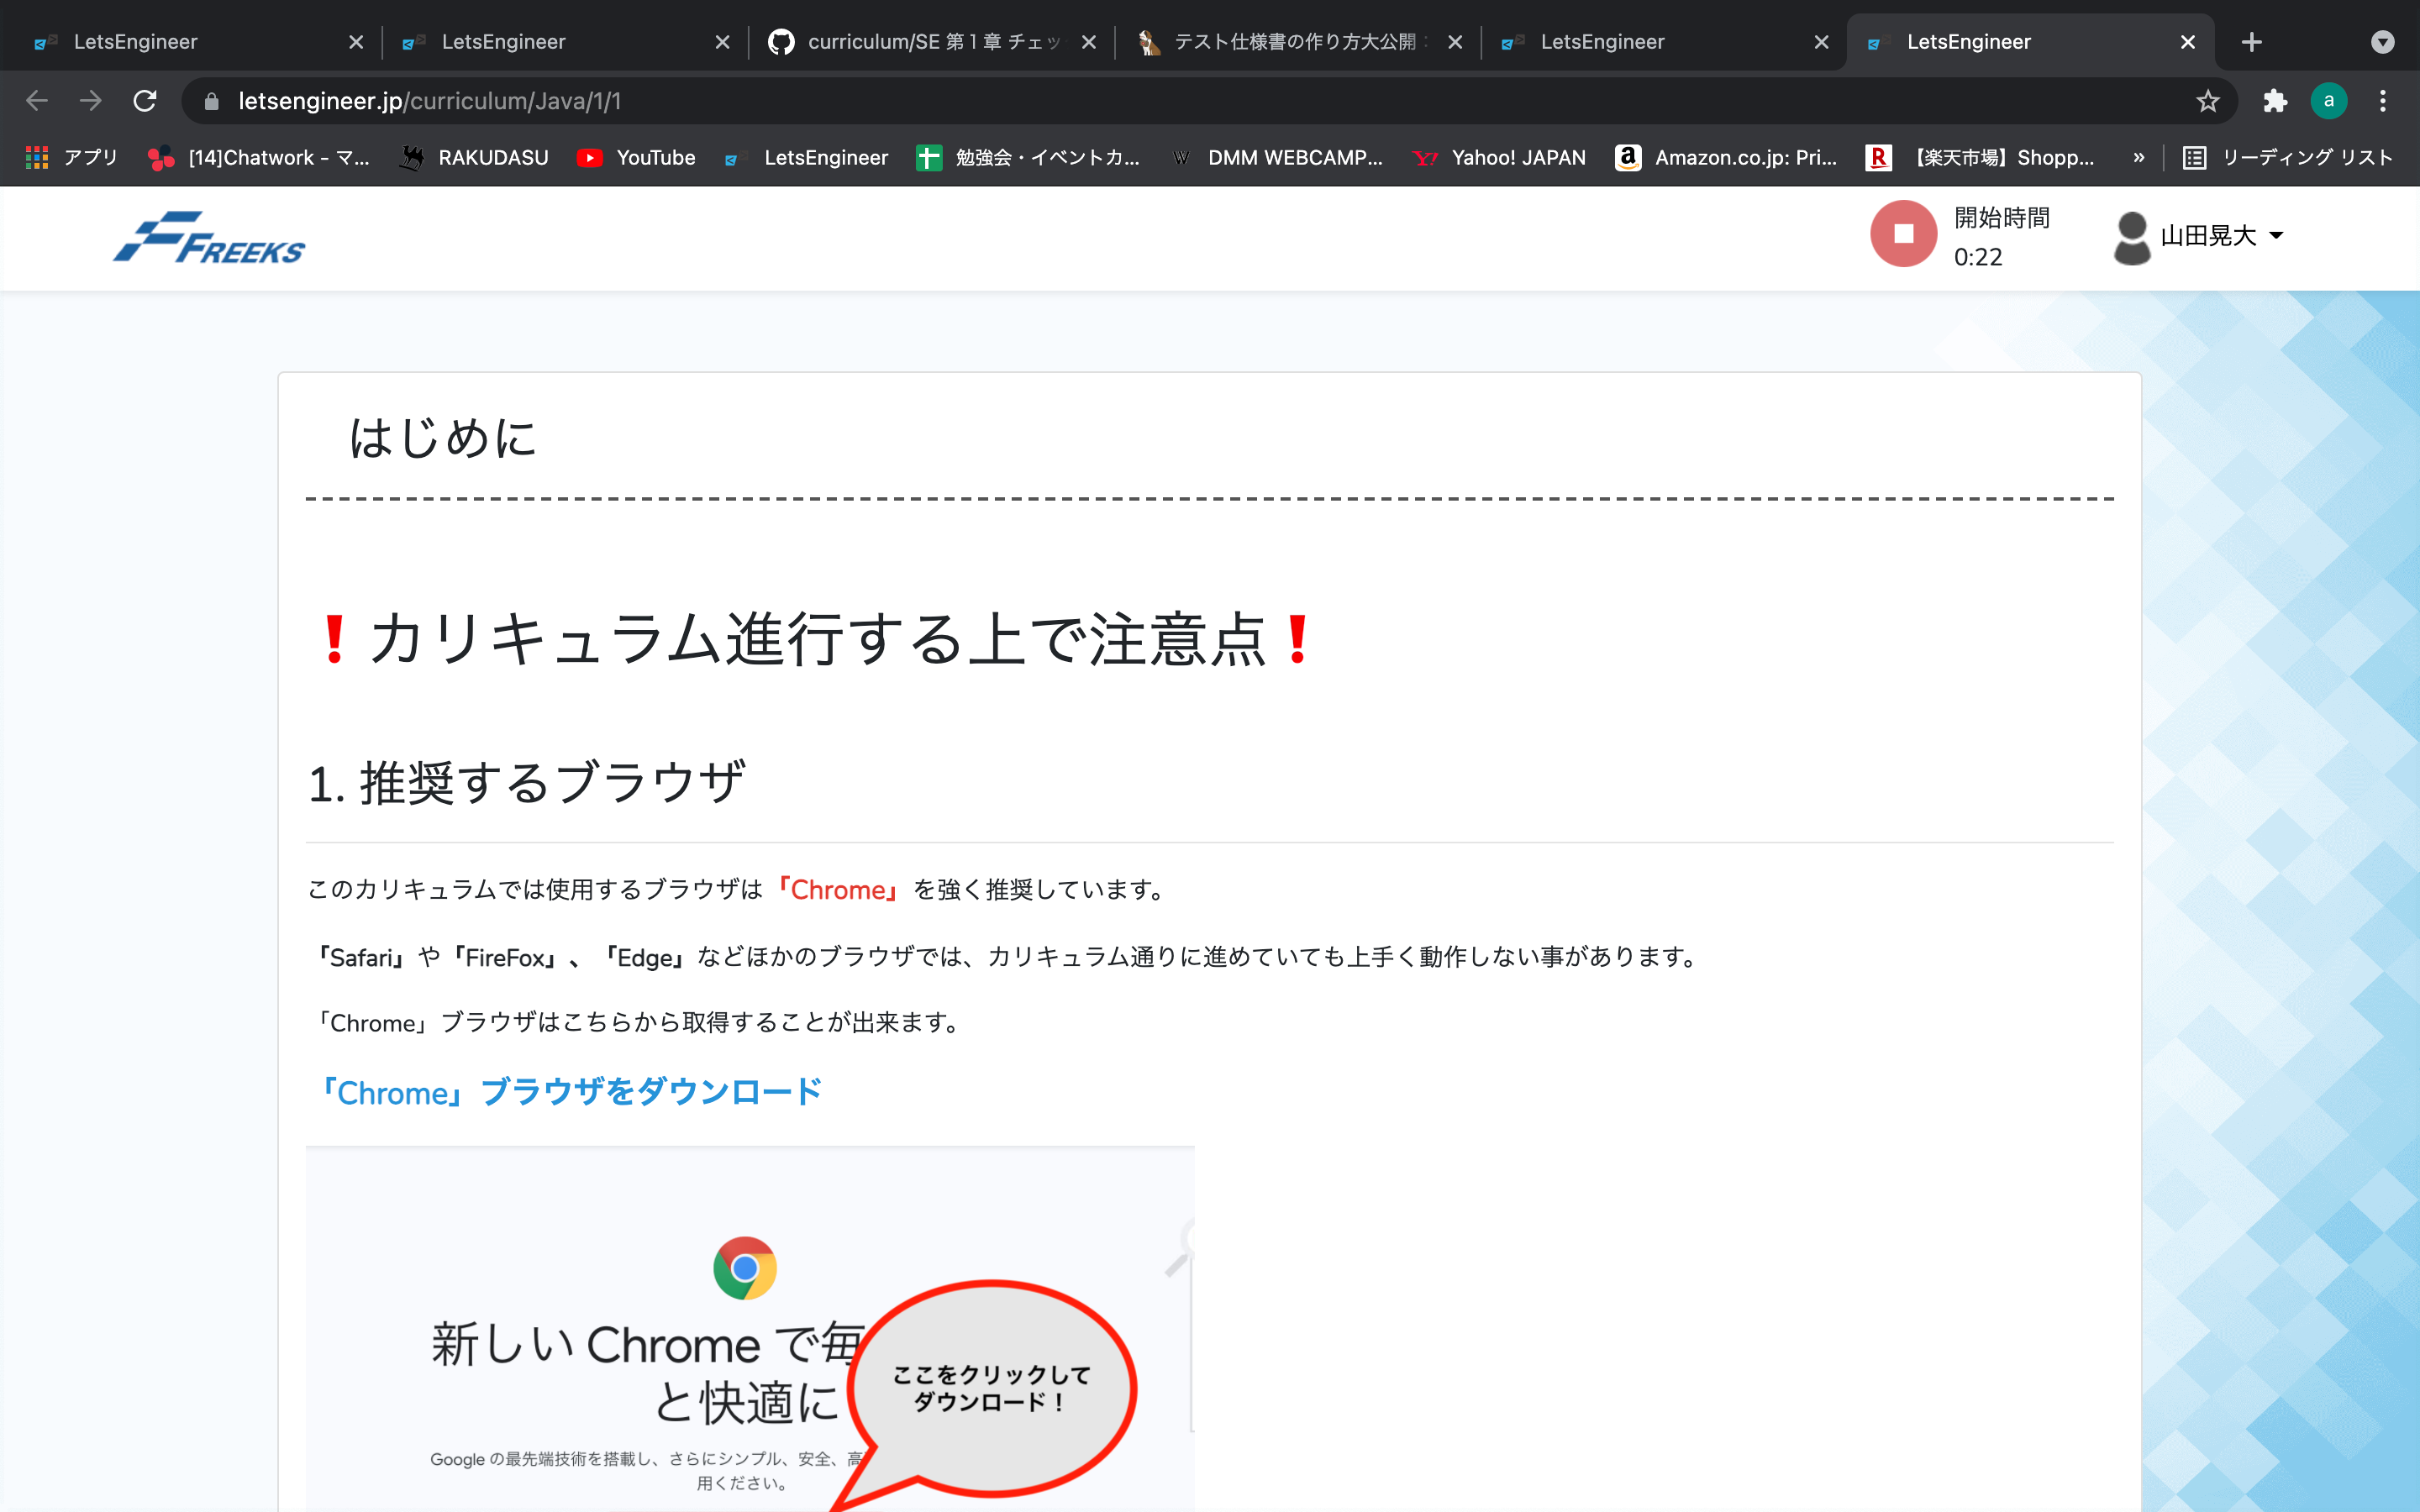 LetsEngineer
LetsEngineer
curriculum/SE 第1章 チェッ
テスト仕様書の作り方大公開:
LetsEngineer
LetsEngineer
letsengineer.jp/curriculum/Java/1/1
a
アプリ
[14]Chatwork - マ...
RAKUDASU
YouTube
LetsEngineer
勉強会・イベントカ...
DMM WEBCAMP...
Yahoo! JAPAN
Amazon.co.jp: Pri...
【楽天市場】Shopp...
»
リーディング リスト
FREEKS
開始時間
0:22
山田晃大
はじめに
❗カリキュラム進行する上で注意点❗
1. 推奨するブラウザ
このカリキュラムでは使用するブラウザは「Chrome」を強く推奨しています。
「Safari」や「FireFox」、「Edge」などほかのブラウザでは、カリキュラム通りに進めていても上手く動作しない事があります。
「Chrome」ブラウザはこちらから取得することが出来ます。
「Chrome」ブラウザをダウンロード
新しい Chrome で毎
と快適に
ここをクリックして
ダウンロード！
Google の最先端技術を搭載し、さらにシンプル、安全、高
用ください。